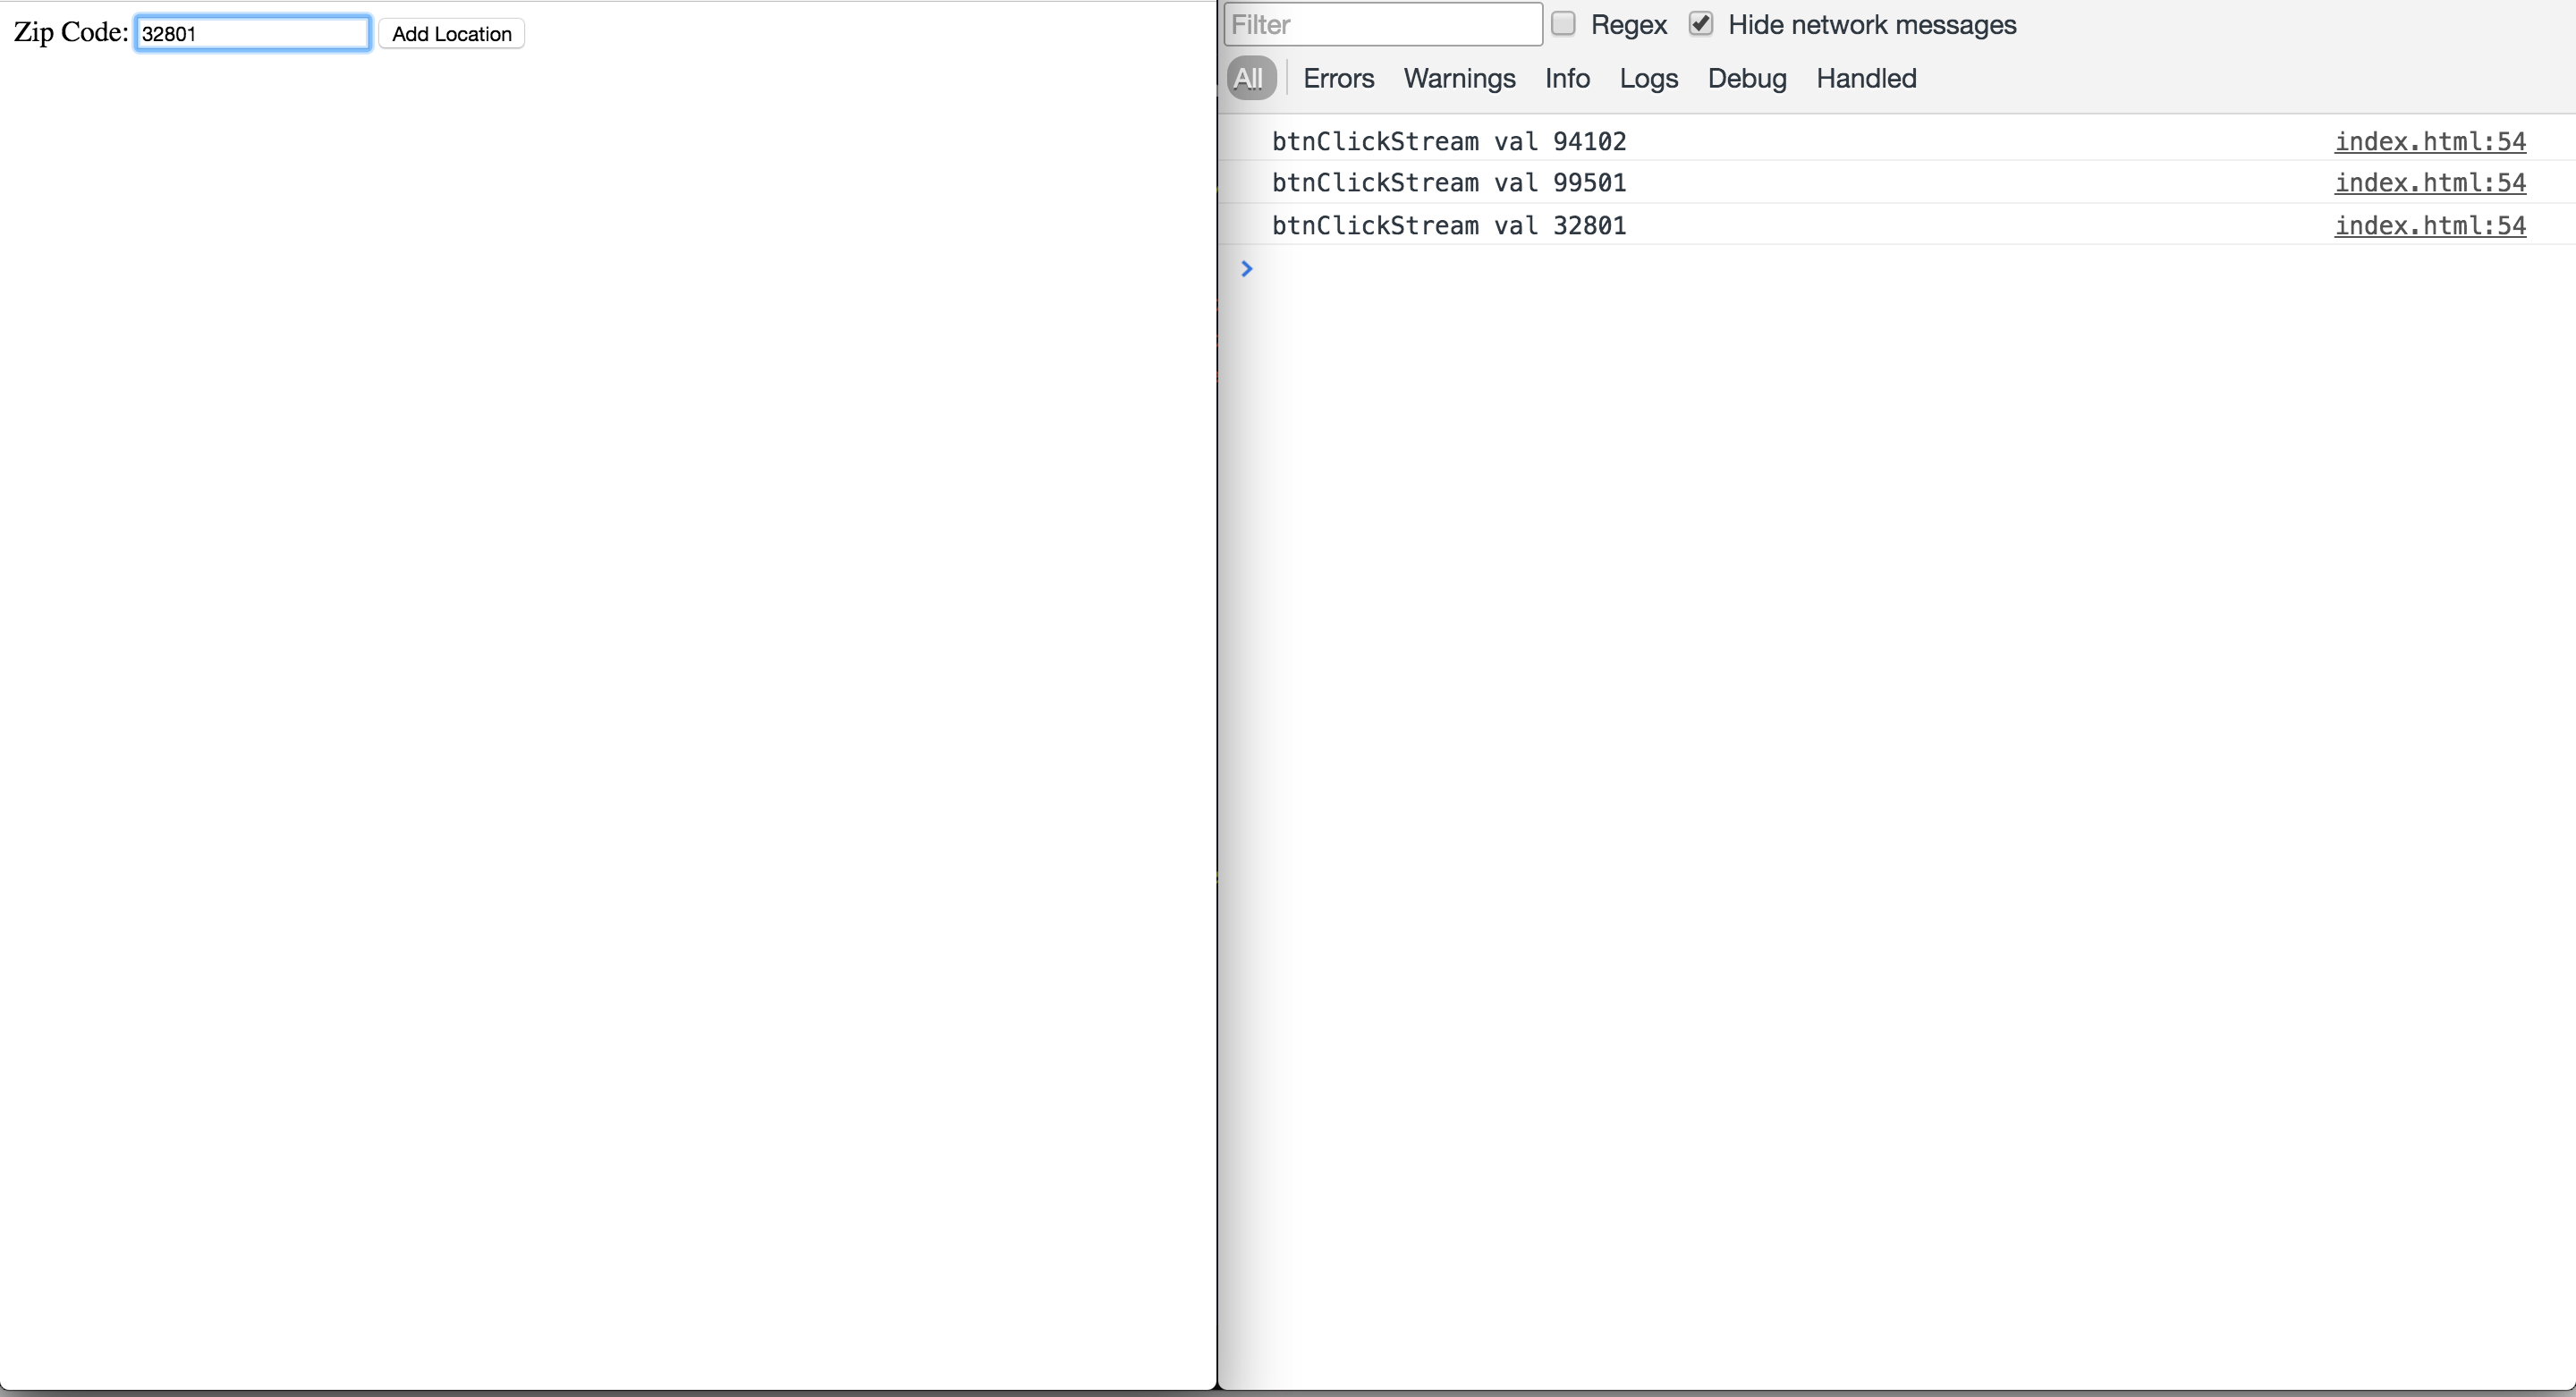 Zip Code: 32801 Add Location
Filter Regex Hide network messages
All Errors Warnings Info Logs Debug Handled
btnClickStream val 94102 index.html:54
btnClickStream val 99501 index.html:54
btnClickStream val 32801 index.html:54
>